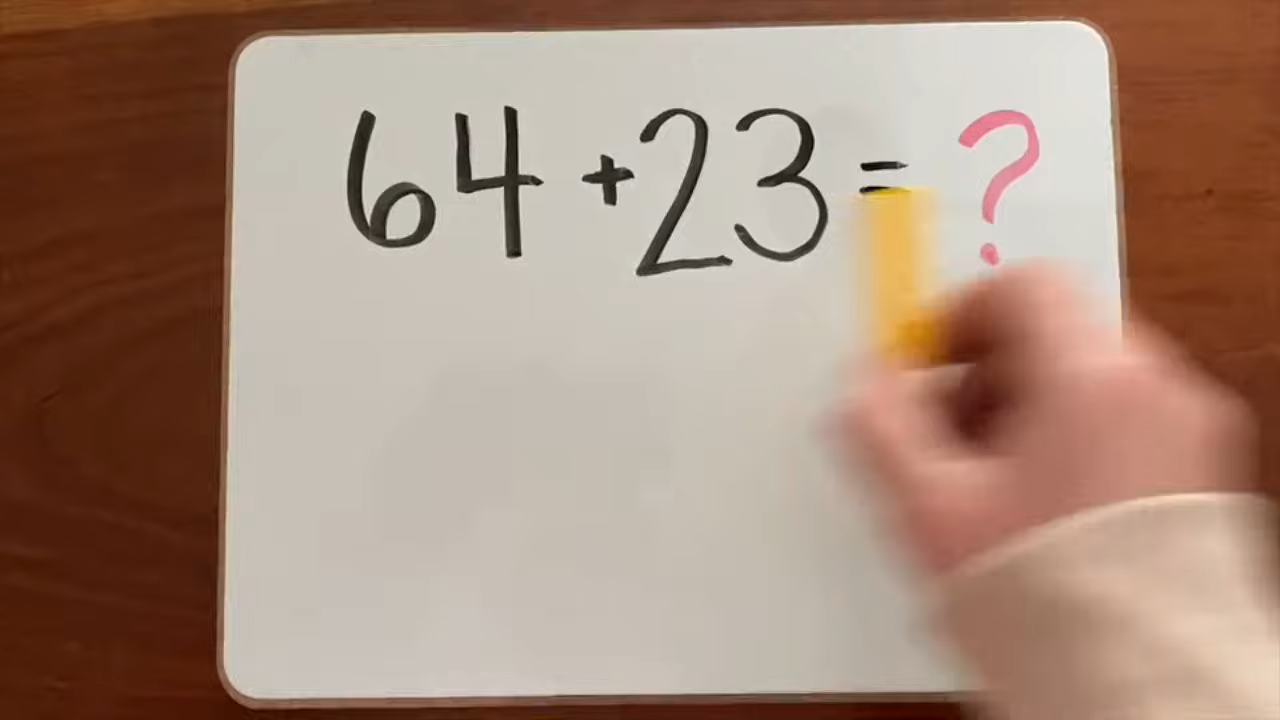 64 + 23 = ?